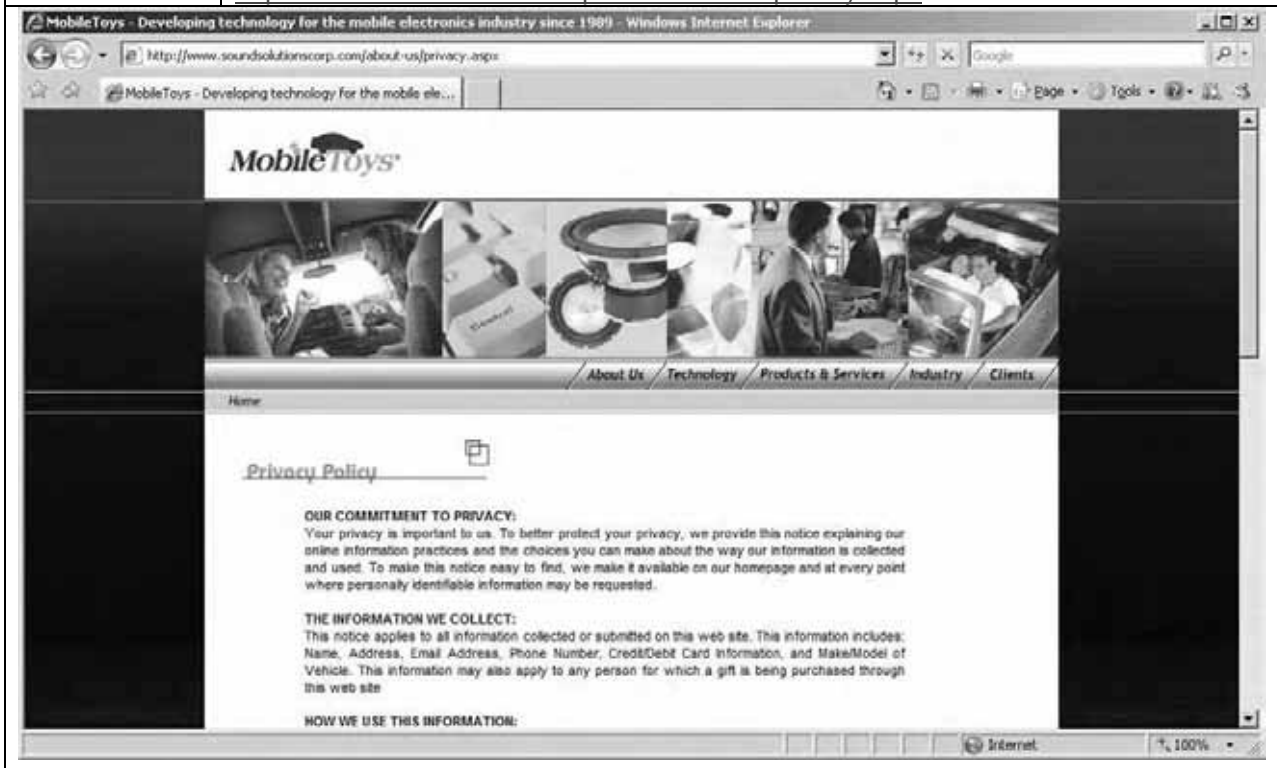 MobileToys - Developing technology for the mobile electronics industry since 1989 - Windows Internet Explorer
http://www.soundsolutionscorp.com/about-us/privacy.aspx
Google
MobileToys - Developing technology for the mobile ele...
Page
Tools
MobileToys
About Us
Technology
Products & Services
Industry
Clients
Home
Privacy Policy
OUR COMMITMENT TO PRIVACY:
Your privacy is important to us. To better protect your privacy, we provide this notice explaining our
online information practices and the choices you can make about the way our information is collected
and used. To make this notice easy to find, we make it available on our homepage and at every point
where personally identifiable information may be requested.
THE INFORMATION WE COLLECT:
This notice applies to all information collected or submitted on this web site. This information includes:
Name, Address, Email Address, Phone Number, Credit/Debit Card Information, and Make/Model of
Vehicle. This information may also apply to any person for which a gift is being purchased through
this web site
HOW WE USE THIS INFORMATION:
Internet
100%